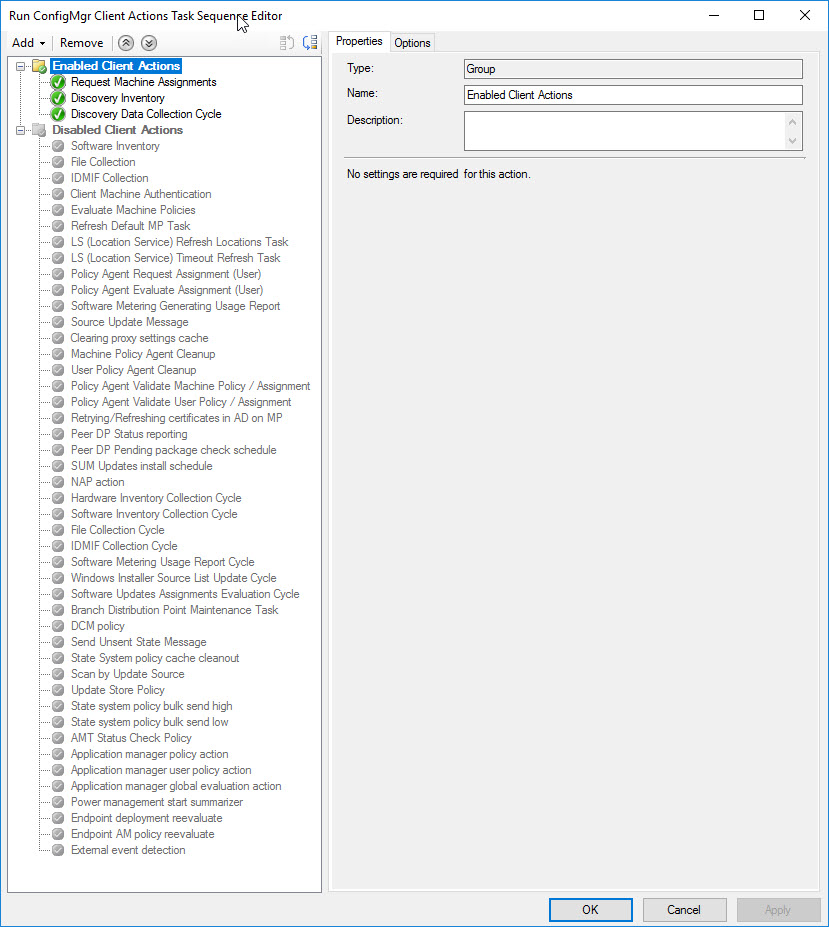 Run ConfigMgr Client Actions Task Sequence Editor
Add Remove
Enabled Client Actions
Request Machine Assignments
Discovery Inventory
Discovery Data Collection Cycle
Disabled Client Actions
Software Inventory
File Collection
IDMIF Collection
Client Machine Authentication
Evaluate Machine Policies
Refresh Default MP Task
LS (Location Service) Refresh Locations Task
LS (Location Service) Timeout Refresh Task
Policy Agent Request Assignment (User)
Policy Agent Evaluate Assignment (User)
Software Metering Generating Usage Report
Source Update Message
Clearing proxy settings cache
Machine Policy Agent Cleanup
User Policy Agent Cleanup
Policy Agent Validate Machine Policy / Assignment
Policy Agent Validate User Policy / Assignment
Retrying/Refreshing certificates in AD on MP
Peer DP Status reporting
Peer DP Pending package check schedule
SUM Updates install schedule
NAP action
Hardware Inventory Collection Cycle
Software Inventory Collection Cycle
File Collection Cycle
IDMIF Collection Cycle
Software Metering Usage Report Cycle
Windows Installer Source List Update Cycle
Software Updates Assignments Evaluation Cycle
Branch Distribution Point Maintenance Task
DCM policy
Send Unsent State Message
State System policy cache cleanout
Scan by Update Source
Update Store Policy
State system policy bulk send high
State system policy bulk send low
AMT Status Check Policy
Application manager policy action
Application manager user policy action
Application manager global evaluation action
Power management start summarizer
Endpoint deployment reevaluate
Endpoint AM policy reevaluate
External event detection
Properties Options
Type: Group
Name: Enabled Client Actions
Description:
No settings are required for this action.
OK Cancel Apply